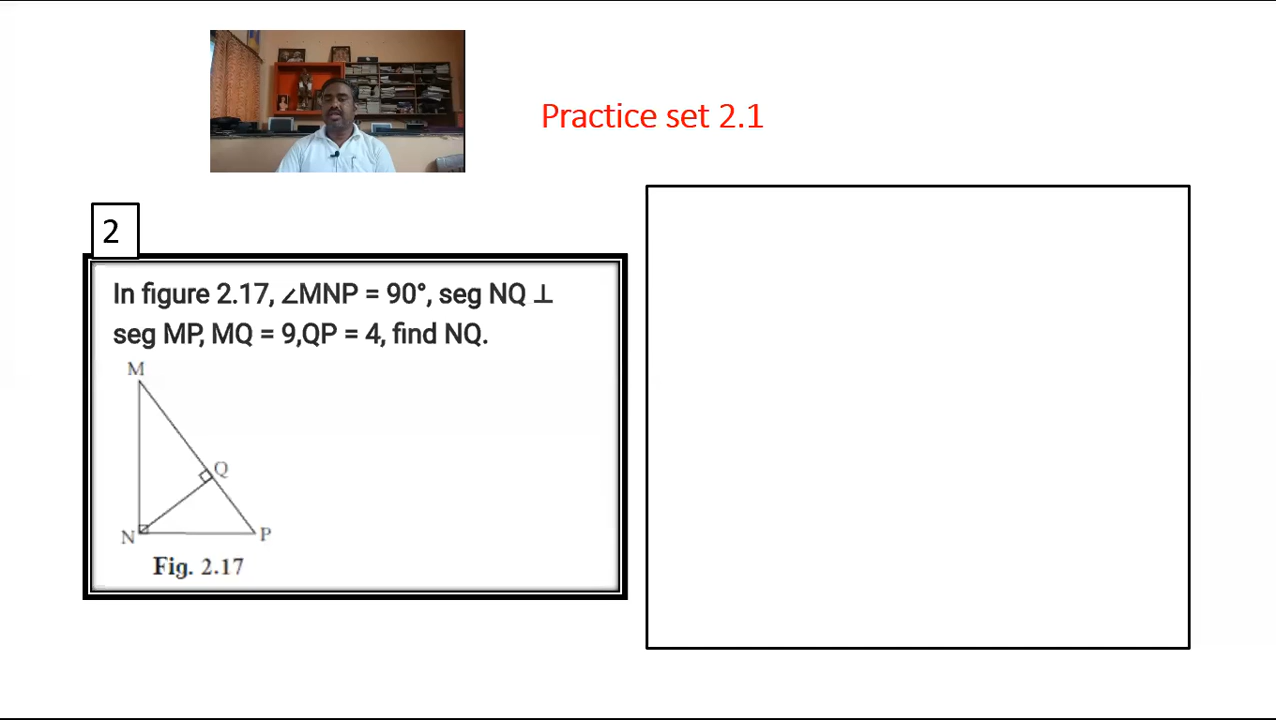 Practice set 2.1
2
In figure 2.17, ∠MNP = 90°, seg NQ ⊥
seg MP, MQ = 9,QP = 4, find NQ.
M
Q
N
P
Fig. 2.17